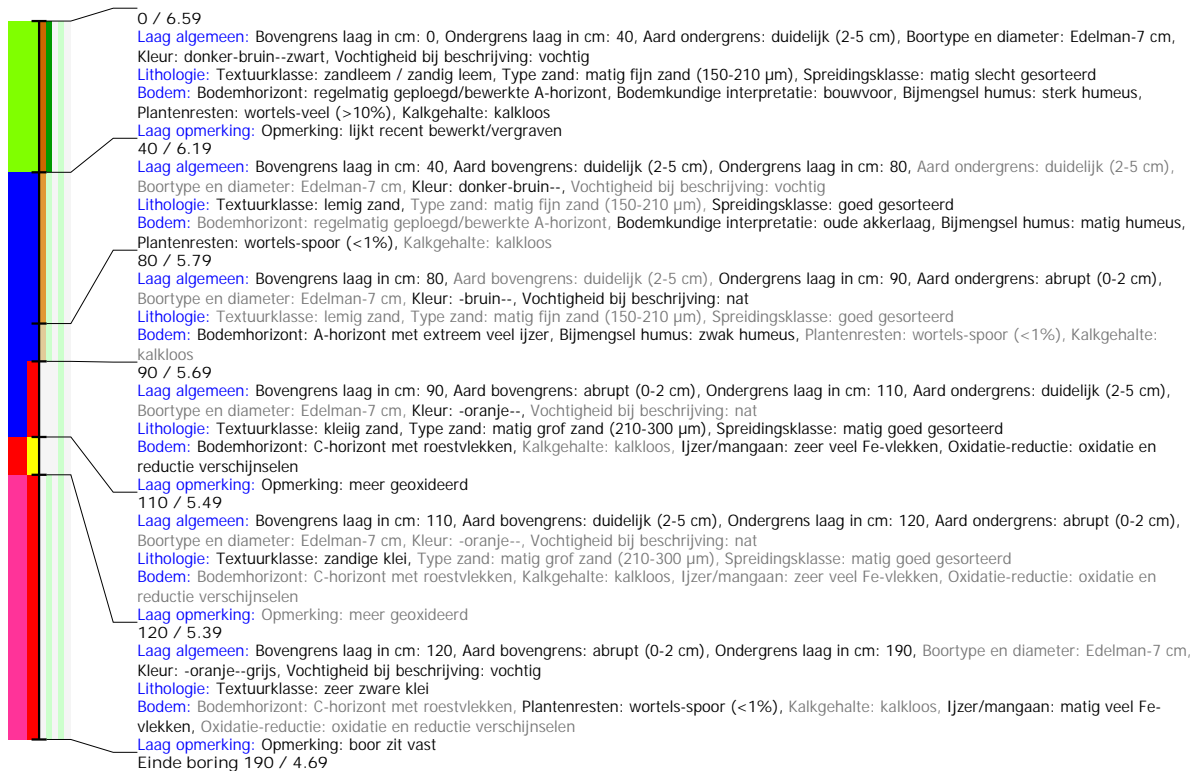 0 / 6.59
Laag algemeen: Bovengrens laag in cm: 0, Ondergrens laag in cm: 40, Aard ondergrens: duidelijk (2-5 cm), Boortype en diameter: Edelman-7 cm,
Kleur: donker-bruin--zwart, Vochtigheid bij beschrijving: vochtig
Lithologie: Textuurklasse: zandleem / zandig leem, Type zand: matig fijn zand (150-210 µm), Spreidingsklasse: matig slecht gesorteerd
Bodem: Bodemhorizont: regelmatig geploegd/bewerkte A-horizont, Bodemkundige interpretatie: bouwvoor, Bijmengsel humus: sterk humeus,
Plantenresten: wortels-veel (>10%), Kalkgehalte: kalkloos
Laag opmerking: Opmerking: lijkt recent bewerkt/vergraven
40 / 6.19
Laag algemeen: Bovengrens laag in cm: 40, Aard bovengrens: duidelijk (2-5 cm), Ondergrens laag in cm: 80, Aard ondergrens: duidelijk (2-5 cm),
Boortype en diameter: Edelman-7 cm, Kleur: donker-bruin--, Vochtigheid bij beschrijving: vochtig
Lithologie: Textuurklasse: lemig zand, Type zand: matig fijn zand (150-210 µm), Spreidingsklasse: goed gesorteerd
Bodem: Bodemhorizont: regelmatig geploegd/bewerkte A-horizont, Bodemkundige interpretatie: oude akkerlaag, Bijmengsel humus: matig humeus,
Plantenresten: wortels-spoor (<1%), Kalkgehalte: kalkloos
80 / 5.79
Laag algemeen: Bovengrens laag in cm: 80, Aard bovengrens: duidelijk (2-5 cm), Ondergrens laag in cm: 90, Aard ondergrens: abrupt (0-2 cm),
Boortype en diameter: Edelman-7 cm, Kleur: -bruin--, Vochtigheid bij beschrijving: nat
Lithologie: Textuurklasse: lemig zand, Type zand: matig fijn zand (150-210 µm), Spreidingsklasse: goed gesorteerd
Bodem: Bodemhorizont: A-horizont met extreem veel ijzer, Bijmengsel humus: zwak humeus, Plantenresten: wortels-spoor (<1%), Kalkgehalte:
kalkloos
90 / 5.69
Laag algemeen: Bovengrens laag in cm: 90, Aard bovengrens: abrupt (0-2 cm), Ondergrens laag in cm: 110, Aard ondergrens: duidelijk (2-5 cm),
Boortype en diameter: Edelman-7 cm, Kleur: -oranje--, Vochtigheid bij beschrijving: nat
Lithologie: Textuurklasse: kleiig zand, Type zand: matig grof zand (210-300 µm), Spreidingsklasse: matig goed gesorteerd
Bodem: Bodemhorizont: C-horizont met roestvlekken, Kalkgehalte: kalkloos, Ijzer/mangaan: zeer veel Fe-vlekken, Oxidatie-reductie: oxidatie en
reductie verschijnselen
Laag opmerking: Opmerking: meer geoxideerd
110 / 5.49
Laag algemeen: Bovengrens laag in cm: 110, Aard bovengrens: duidelijk (2-5 cm), Ondergrens laag in cm: 120, Aard ondergrens: abrupt (0-2 cm),
Boortype en diameter: Edelman-7 cm, Kleur: -oranje--, Vochtigheid bij beschrijving: nat
Lithologie: Textuurklasse: zandige klei, Type zand: matig grof zand (210-300 µm), Spreidingsklasse: matig goed gesorteerd
Bodem: Bodemhorizont: C-horizont met roestvlekken, Kalkgehalte: kalkloos, Ijzer/mangaan: zeer veel Fe-vlekken, Oxidatie-reductie: oxidatie en
reductie verschijnselen
Laag opmerking: Opmerking: meer geoxideerd
120 / 5.39
Laag algemeen: Bovengrens laag in cm: 120, Aard bovengrens: abrupt (0-2 cm), Ondergrens laag in cm: 190, Boortype en diameter: Edelman-7 cm,
Kleur: -oranje--grijs, Vochtigheid bij beschrijving: vochtig
Lithologie: Textuurklasse: zeer zware klei
Bodem: Bodemhorizont: C-horizont met roestvlekken, Plantenresten: wortels-spoor (<1%), Kalkgehalte: kalkloos, Ijzer/mangaan: matig veel Fe-
vlekken, Oxidatie-reductie: oxidatie en reductie verschijnselen
Laag opmerking: Opmerking: boor zit vast
Einde boring 190 / 4.69